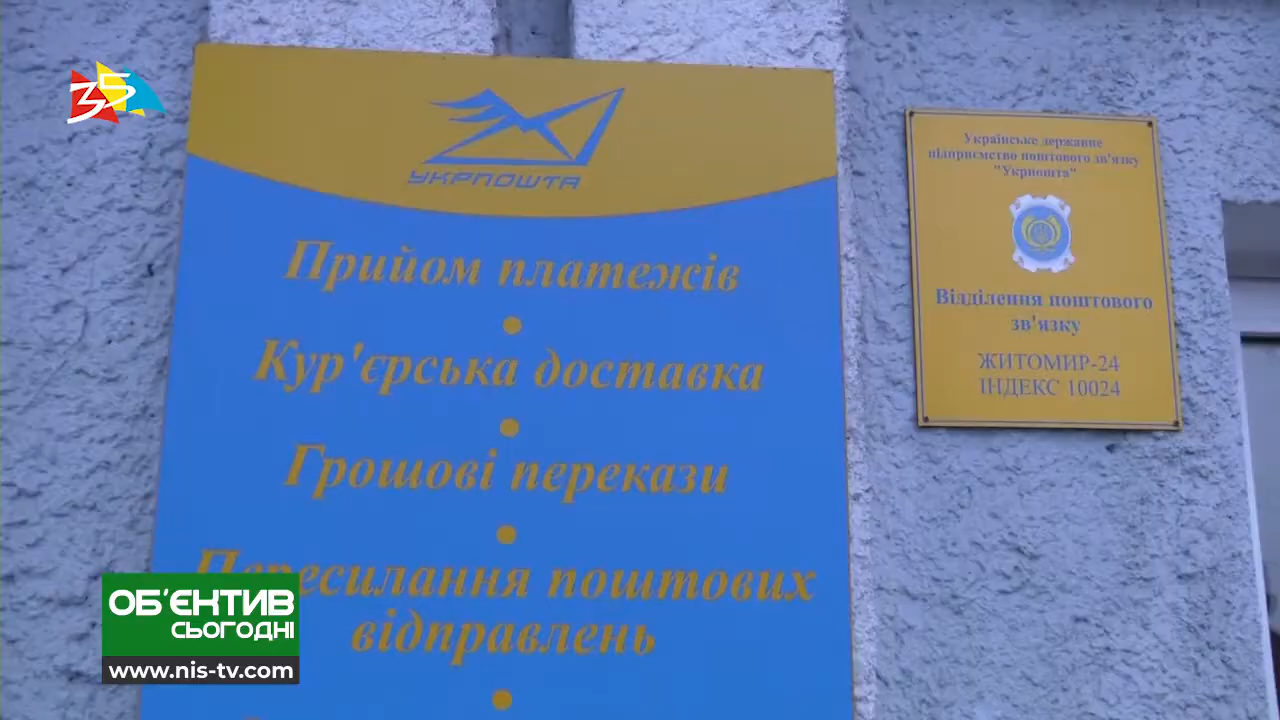 35
УКРПОШТА
Прийом платежів
Кур'єрська доставка
Грошові перекази
Пересилання поштових
відправлень
Українське державне
підприємство поштового зв'язку
"Укрпошта"
Відділення поштового
зв'язку
ЖИТОМИР-24
ІНДЕКС 10024
ОБ'ЄКТИВ
СЬОГОДНІ
www.nis-tv.com